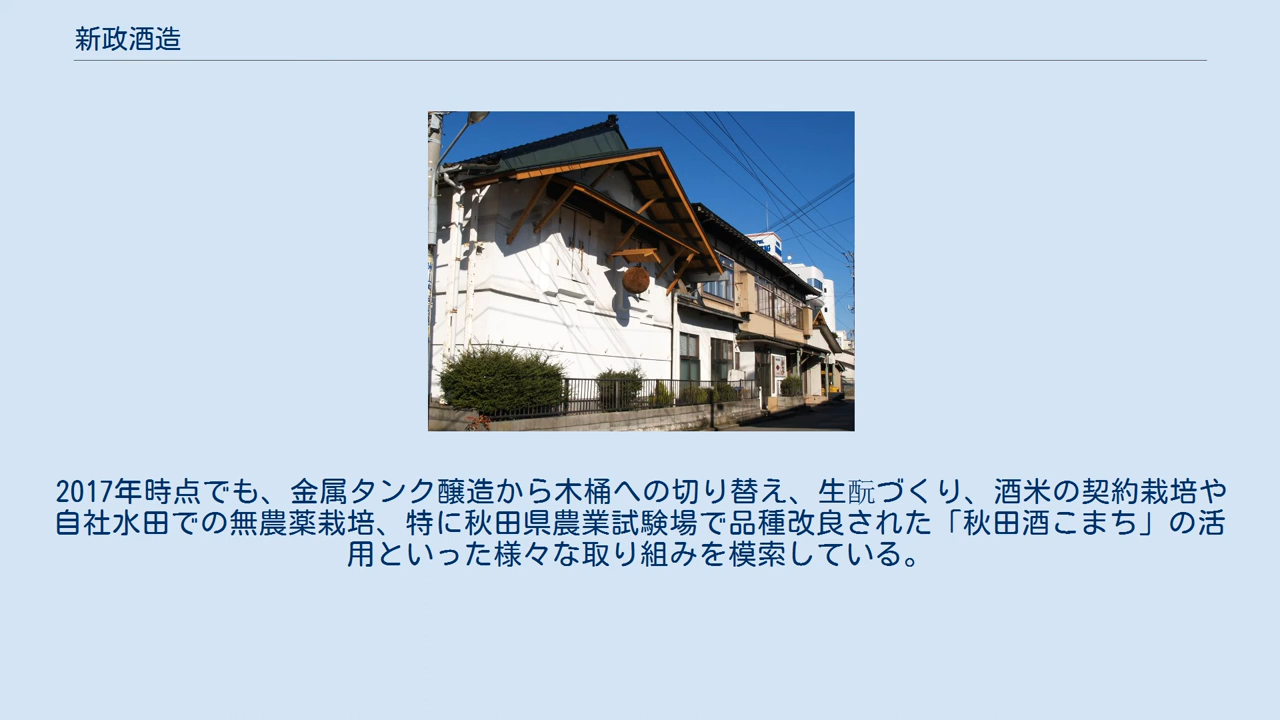 新政酒造
2017年時点でも、金属タンク醸造から木桶への切り替え、生酛づくり、酒米の契約栽培や
自社水田での無農薬栽培、特に秋田県農業試験場で品種改良された「秋田酒こまち」の活
用といった様々な取り組みを模索している。